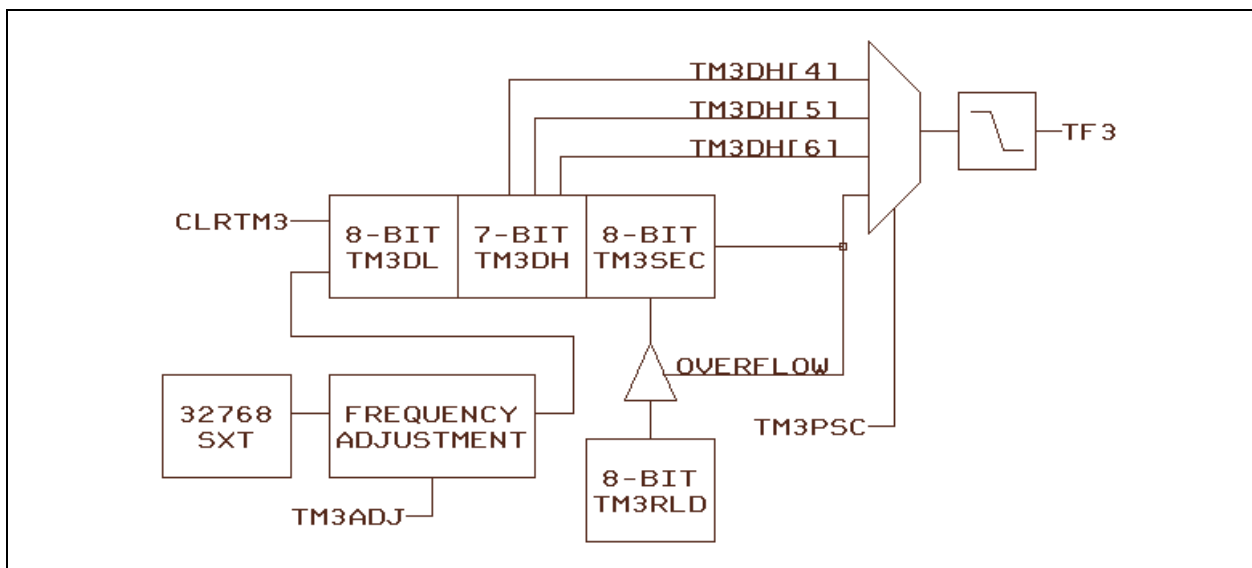 TM3DH[4]
TM3DH[5]
TM3DH[6]
TF3
CLRTM3
8-BIT
TM3DL
7-BIT
TM3DH
8-BIT
TM3SEC
OVERFLOW
32768
SXT
FREQUENCY
ADJUSTMENT
TM3PSC
8-BIT
TM3RLD
TM3ADJ